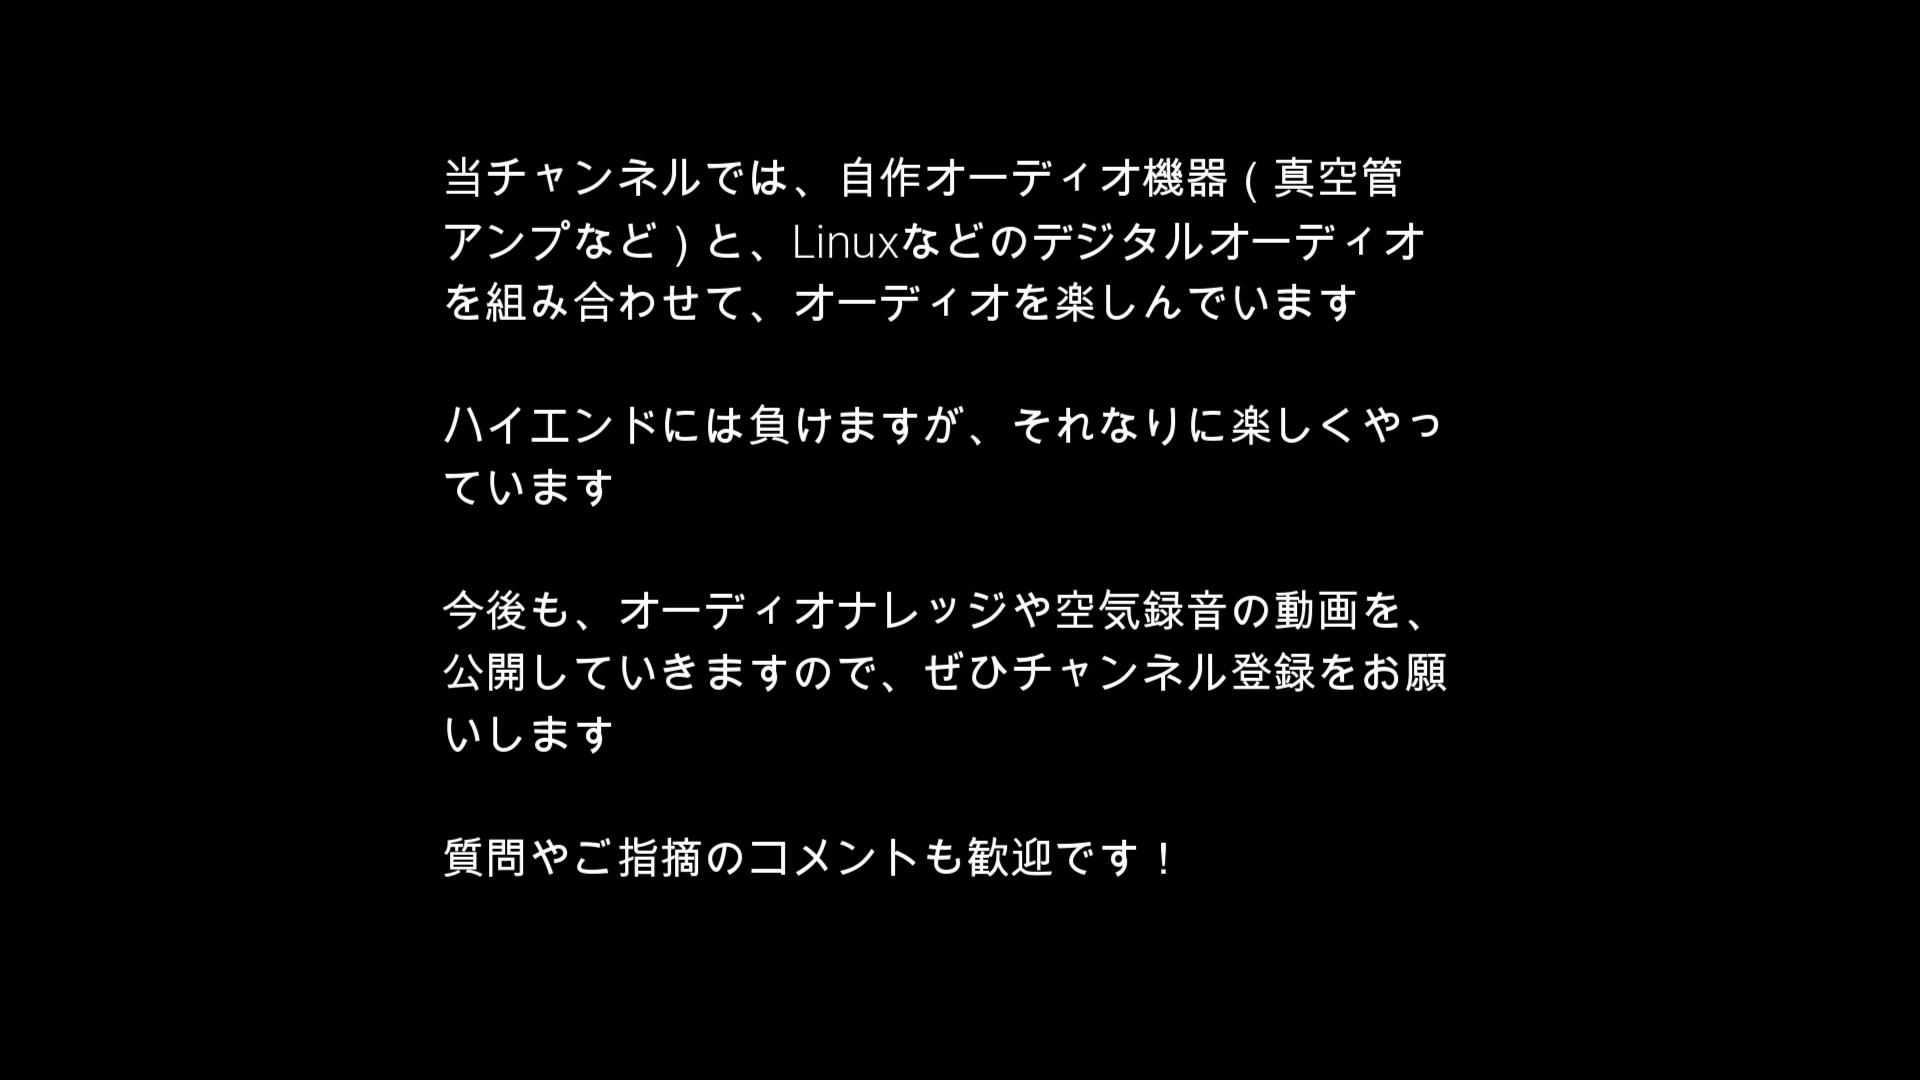 当チャンネルでは、自作オーディオ機器（真空管
アンプなど）と、Linuxなどのデジタルオーディオ
を組み合わせて、オーディオを楽しんでいます
ハイエンドには負けますが、それなりに楽しくやっ
ています
今後も、オーディオナレッジや空気録音の動画を、
公開していきますので、ぜひチャンネル登録をお願
いします
質問やご指摘のコメントも歓迎です！